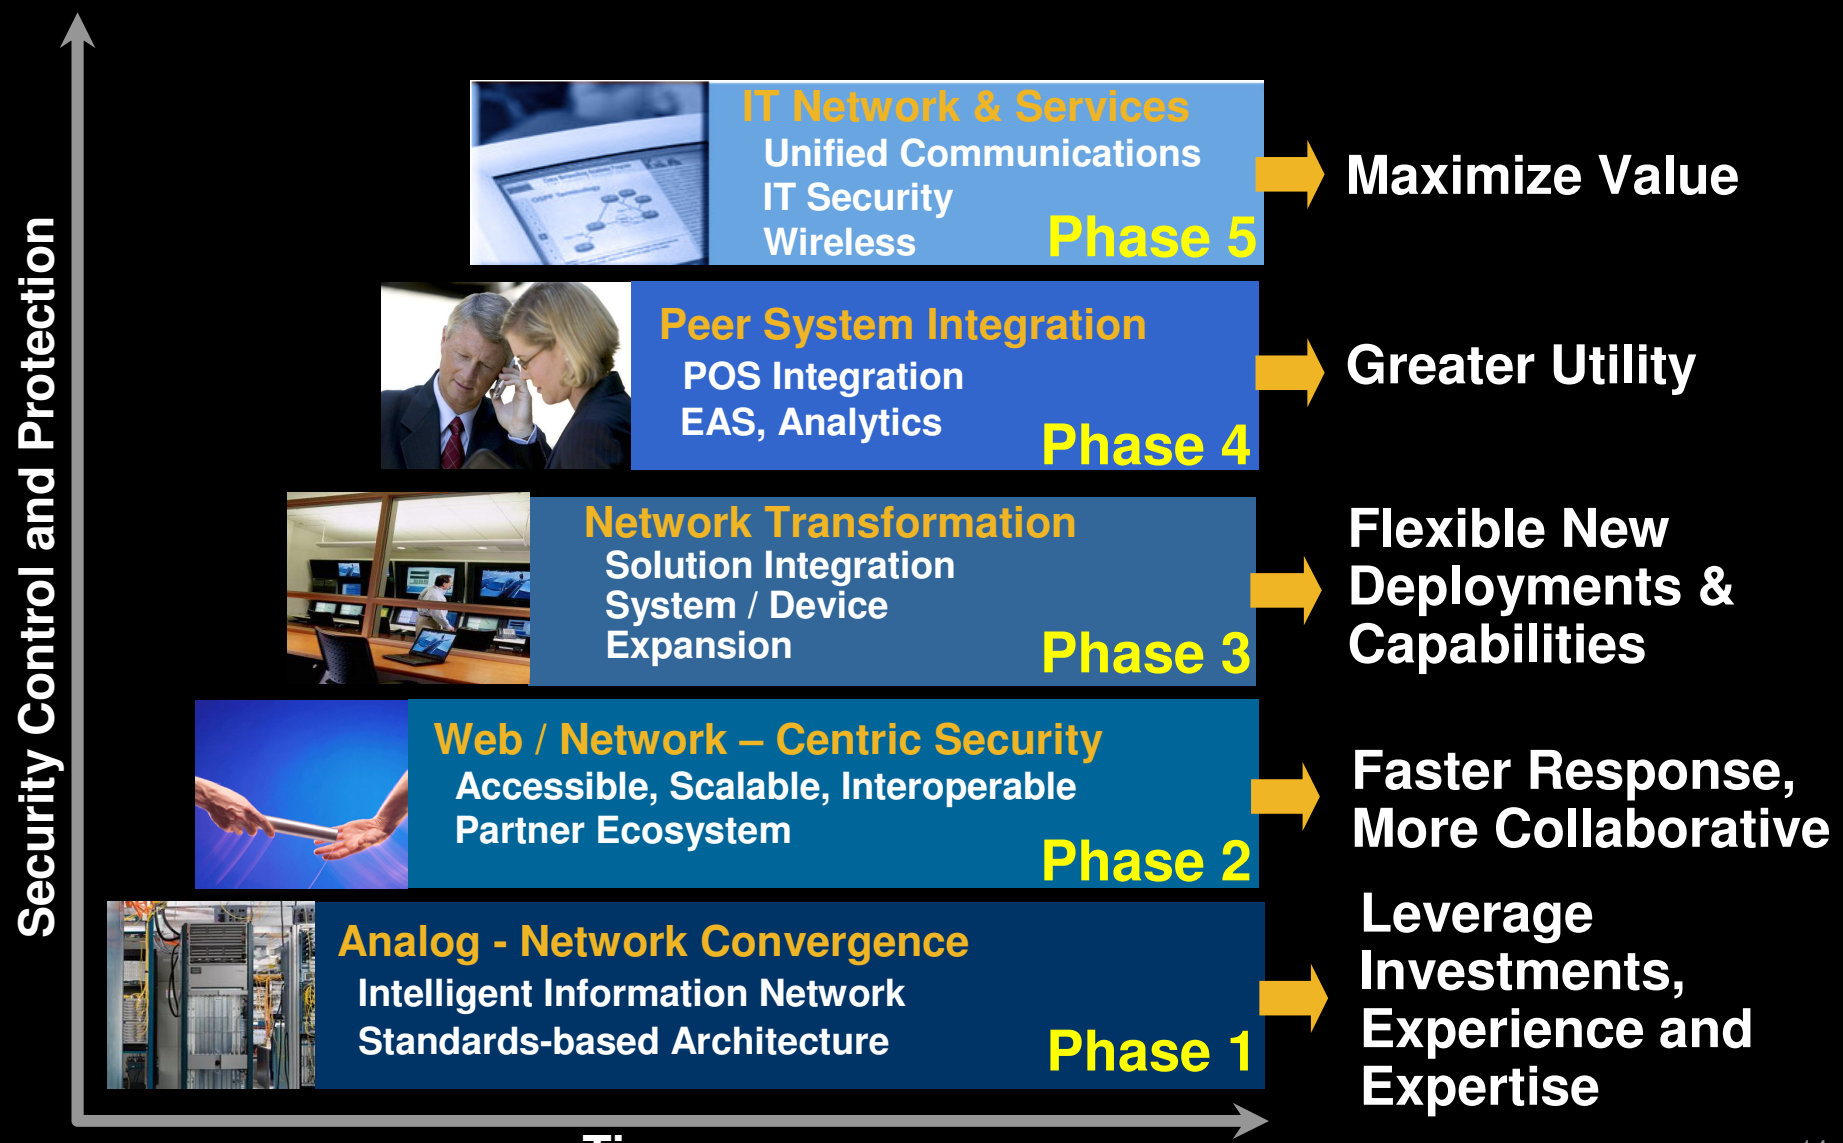 IT Network & Services
Unified Communications
IT Security
Wireless
Phase 5
Maximize Value
Peer System Integration
POS Integration
EAS, Analytics
Phase 4
Greater Utility
Network Transformation
Solution Integration
System / Device
Expansion
Phase 3
Flexible New
Deployments &
Capabilities
Web / Network – Centric Security
Accessible, Scalable, Interoperable
Partner Ecosystem
Phase 2
Faster Response,
More Collaborative
Analog - Network Convergence
Intelligent Information Network
Standards-based Architecture
Phase 1
Leverage
Investments,
Experience and
Expertise
Security Control and Protection